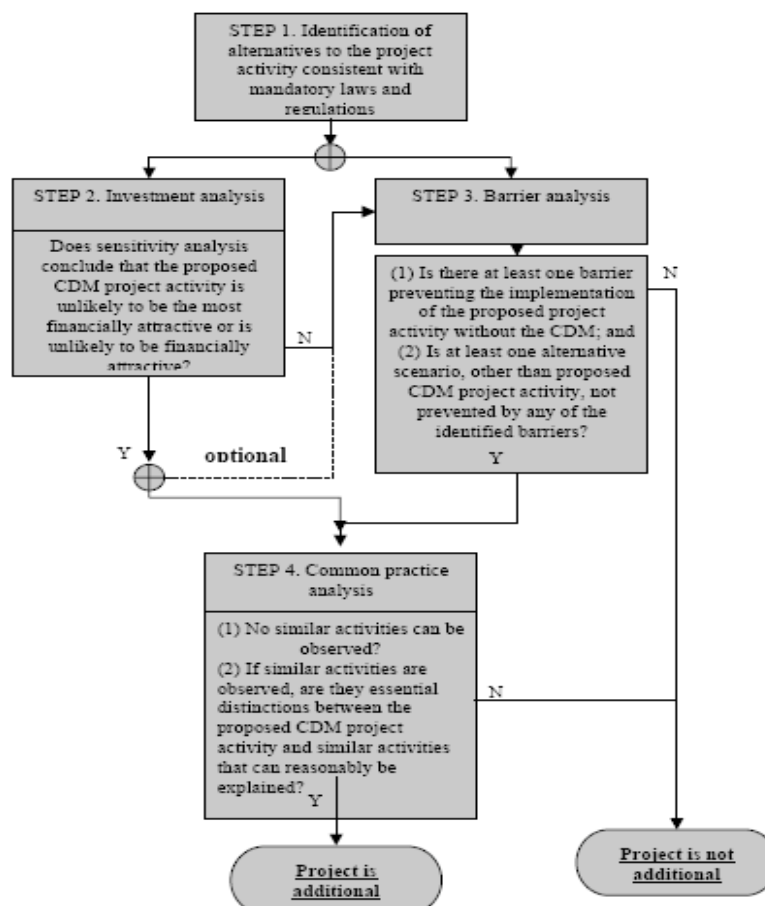 STEP 1. Identification of
alternatives to the project
activity consistent with
mandatory laws and
regulations
STEP 2. Investment analysis
Does sensitivity analysis
conclude that the proposed
CDM project activity is
unlikely to be the most
financially attractive or is
unlikely to be financially
attractive?
N
Y
optional
STEP 3. Barrier analysis
(1) Is there at least one barrier
preventing the implementation
of the proposed project
activity without the CDM; and
(2) Is at least one alternative
scenario, other than proposed
CDM project activity, not
prevented by any of the
identified barriers?
N
Y
STEP 4. Common practice
analysis
(1) No similar activities can be
observed?
(2) If similar activities are
observed, are they essential
distinctions between the
proposed CDM project
activity and similar activities
that can reasonably be
explained?
N
Y
Project is
additional
Project is not
additional